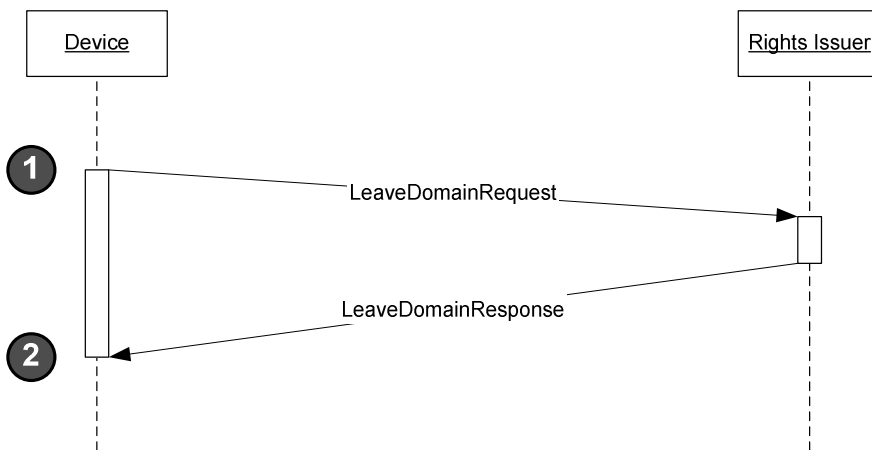 Device
Rights Issuer
1
LeaveDomainRequest
LeaveDomainResponse
2